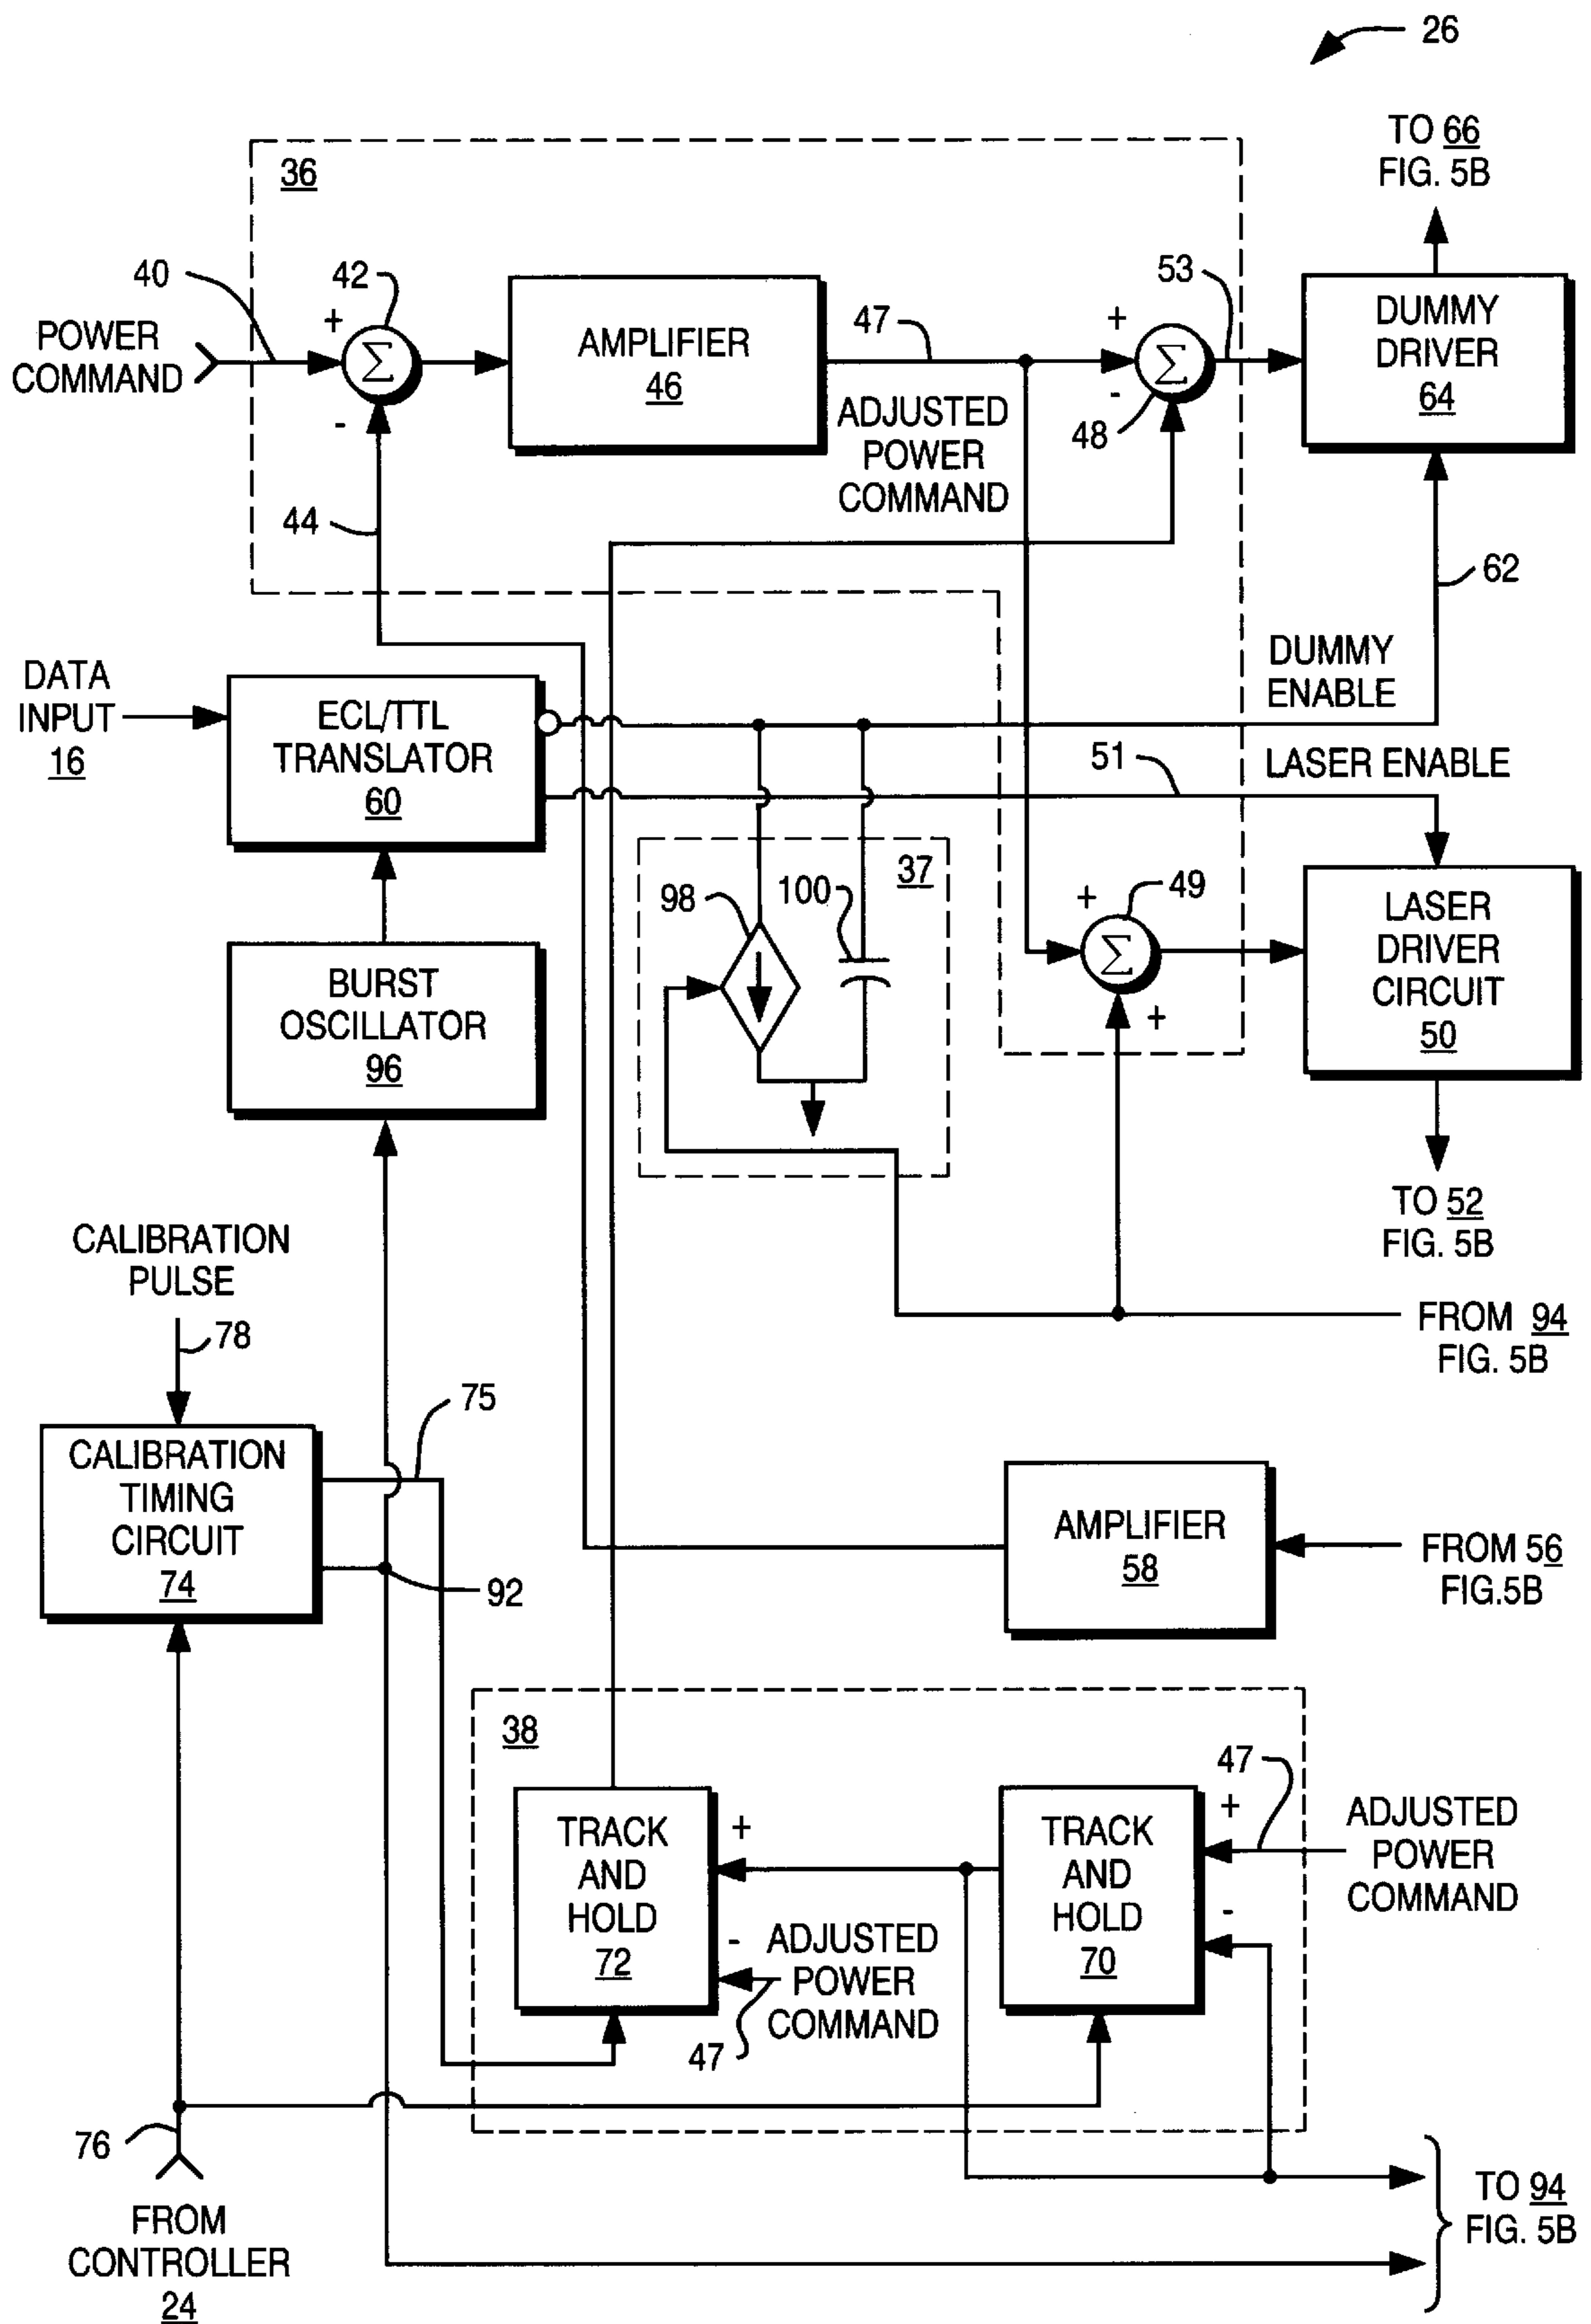 26
TO 66
FIG. 5B
36
40
42
53
POWER
COMMAND
+
-
Σ
AMPLIFIER
46
47
ADJUSTED
POWER
COMMAND
+
-
Σ
48
DUMMY
DRIVER
64
44
62
DATA
INPUT
16
ECL/TTL
TRANSLATOR
60
DUMMY
ENABLE
51
LASER ENABLE
37
98
100
+
49
Σ
+
LASER
DRIVER
CIRCUIT
50
BURST
OSCILLATOR
96
TO 52
FIG. 5B
CALIBRATION
PULSE
78
FROM 94
FIG. 5B
75
CALIBRATION
TIMING
CIRCUIT
74
92
AMPLIFIER
58
FROM 56
FIG.5B
38
47
TRACK
AND
HOLD
72
+
-
ADJUSTED
POWER
COMMAND
47
TRACK
AND
HOLD
70
+
-
ADJUSTED
POWER
COMMAND
76
FROM
CONTROLLER
24
TO 94
FIG. 5B